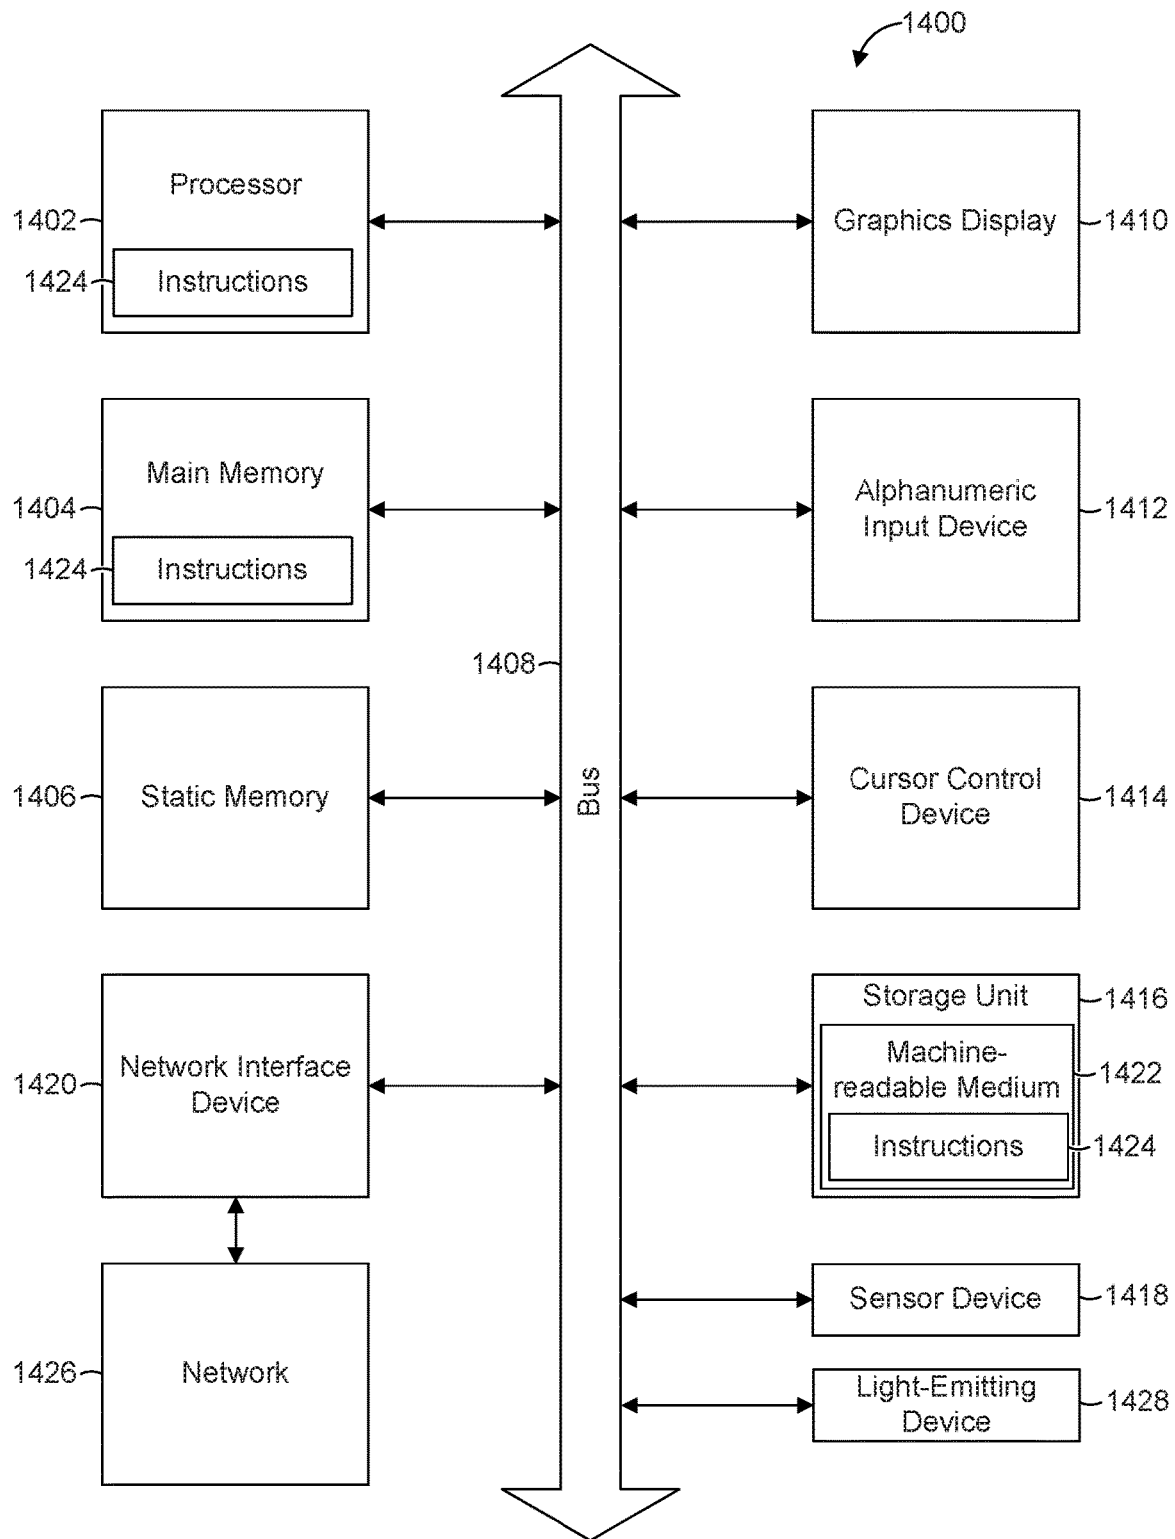 1400
Processor
1402
1424
Instructions
Graphics Display
1410
Main Memory
1404
1424
Instructions
Alphanumeric
Input Device
1412
1408
Bus
1406
Static Memory
Cursor Control
Device
1414
1420
Network Interface
Device
Storage Unit
1416
Machine-
readable Medium
1422
Instructions
1424
Sensor Device
1418
1426
Network
Light-Emitting
Device
1428